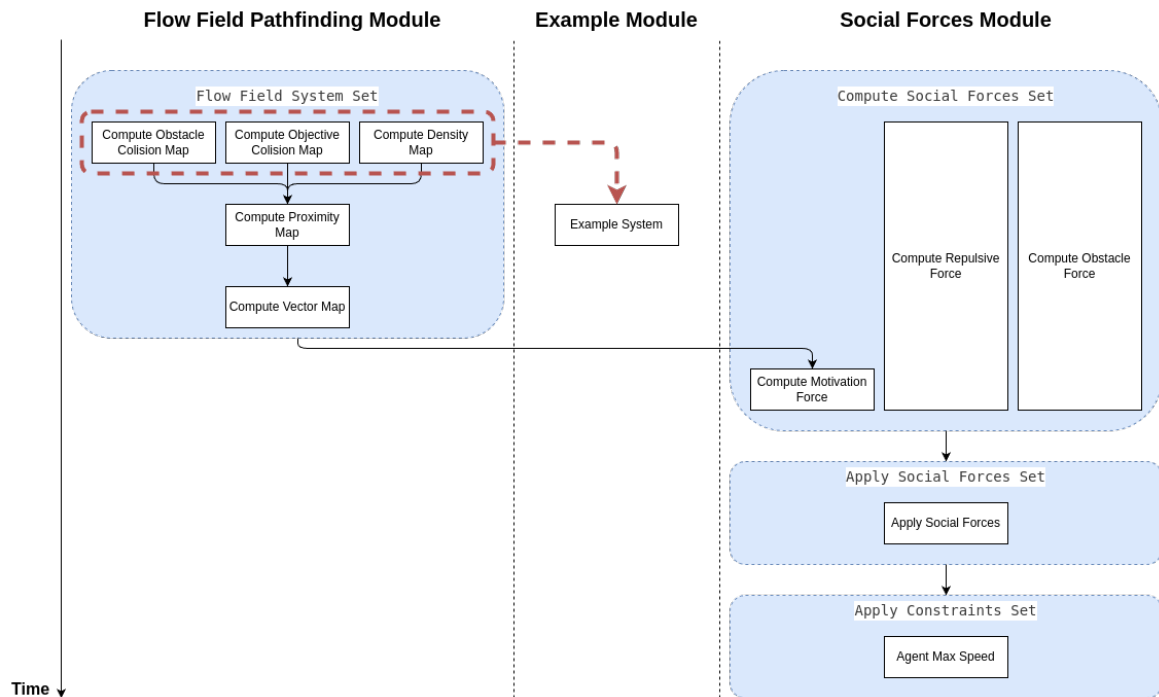 Flow Field Pathfinding Module
Example Module
Social Forces Module
Flow Field System Set
Compute Obstacle
Colision Map
Compute Objective
Colision Map
Compute Density
Map
Compute Proximity
Map
Compute Vector Map
Example System
Compute Social Forces Set
Compute Repulsive
Force
Compute Obstacle
Force
Compute Motivation
Force
Apply Social Forces Set
Apply Social Forces
Apply Constraints Set
Agent Max Speed
Time